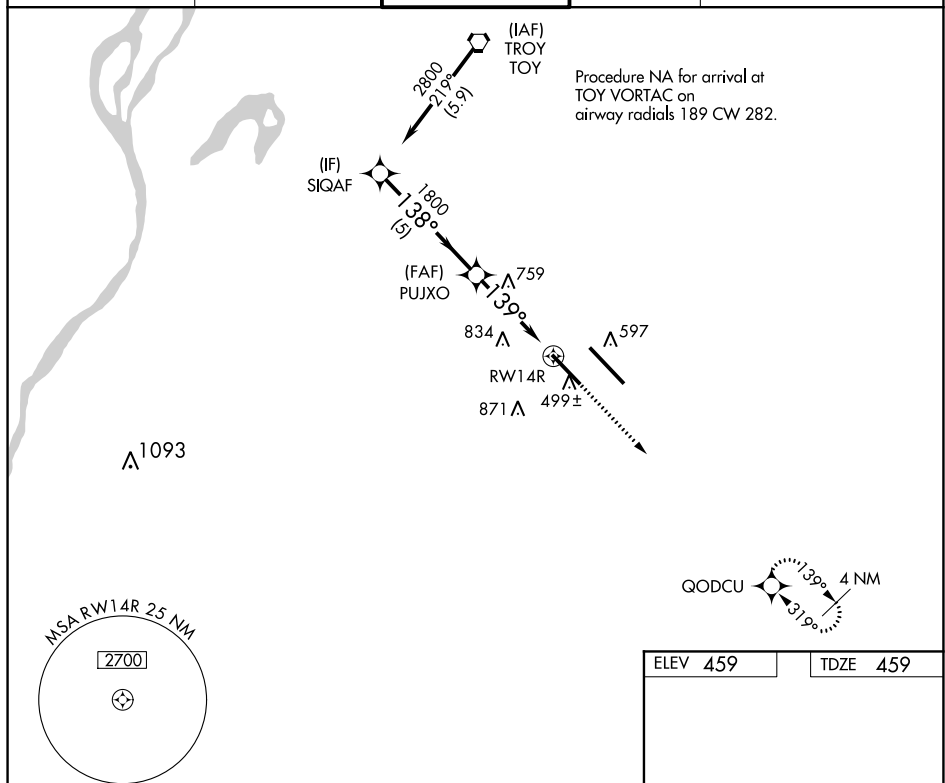 (IAF)
TROY
TOY
2800
219°
(5.9)
Procedure NA for arrival at
TOY VORTAC on
airway radials 189 CW 282.
(IF)
SIQAF
1800
138°
(5)
(FAF)
PUJXO
759
139°
834
597
RW14R
499±
871
1093
QODCU
139°
4 NM
319°
MSA RW14R 25 NM
2700
ELEV 459
TDZE 459